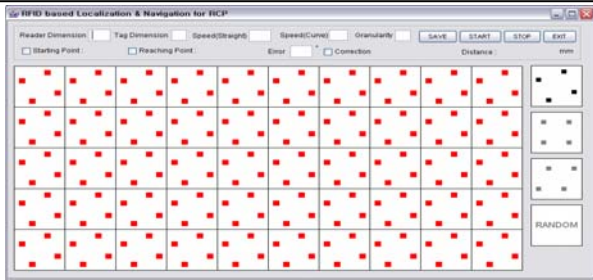 RFID based Localization & Navigation for RCP
Reader Dimension Tag Dimension Speed(Straight) Speed(Curve) Granularity SAVE START STOP EXIT
Starting Point : Reaching Point : Error ° Correction Distance : mm
RANDOM